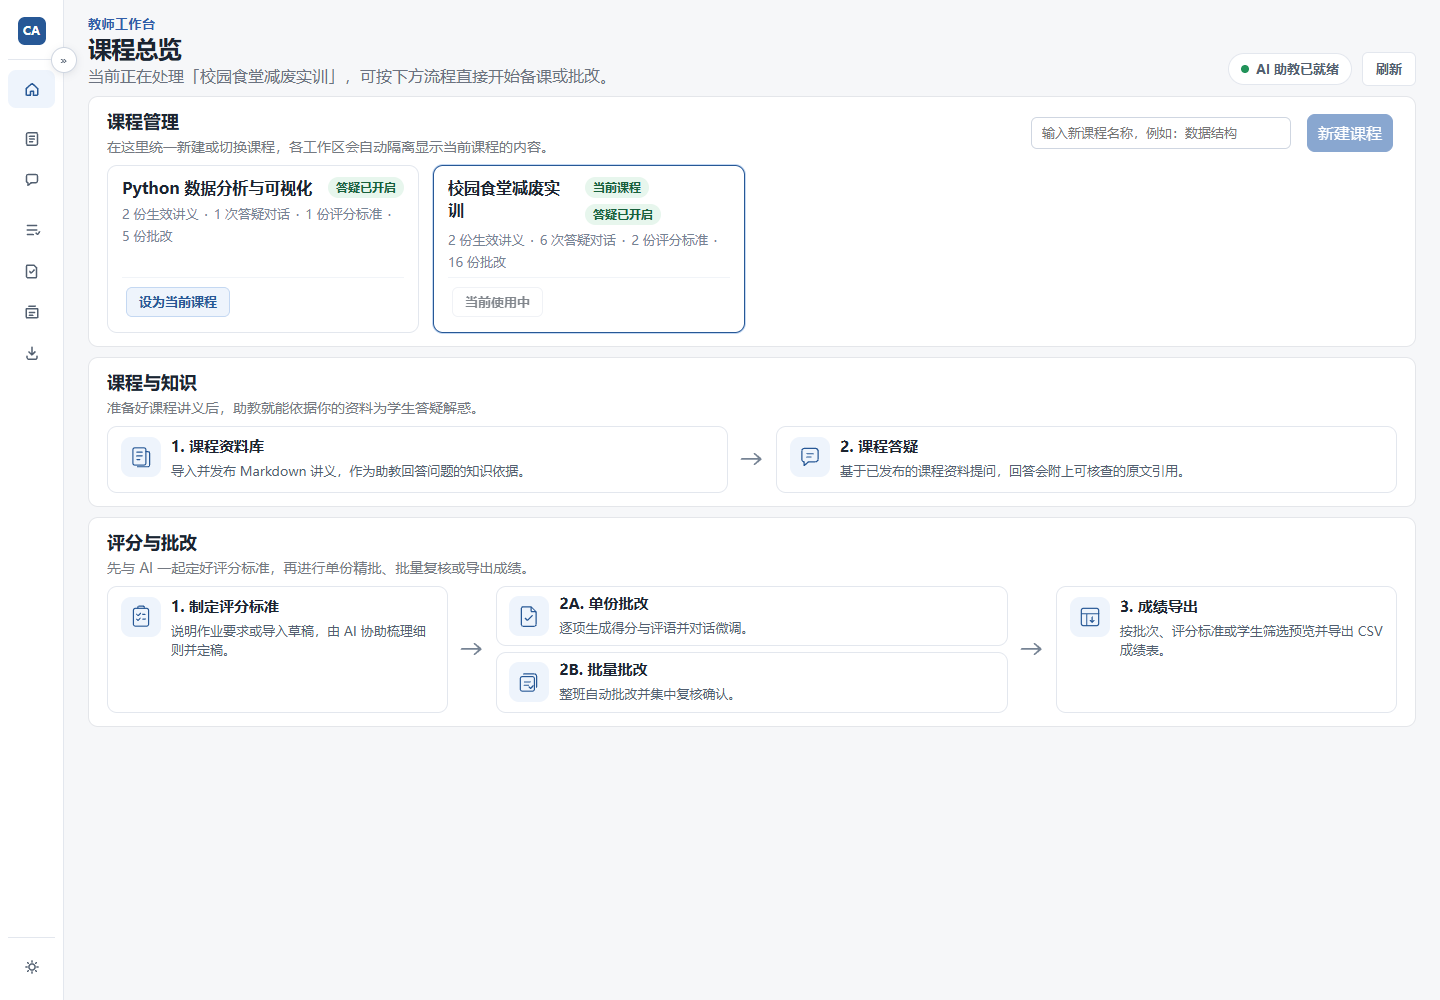 CA
»
教师工作台
课程总览
当前正在处理「校园食堂减废实训」，可按下方流程直接开始备课或批改。
AI 助教已就绪
刷新
课程管理
在这里统一新建或切换课程，各工作区会自动隔离显示当前课程的内容。
输入新课程名称，例如：数据结构
新建课程
Python 数据分析与可视化
答疑已开启
2 份生效讲义 · 1 次答疑对话 · 1 份评分标准 ·
5 份批改
设为当前课程
校园食堂减废实
训
当前课程
答疑已开启
2 份生效讲义 · 6 次答疑对话 · 2 份评分标准 ·
16 份批改
当前使用中
课程与知识
准备好课程讲义后，助教就能依据你的资料为学生答疑解惑。
1. 课程资料库
导入并发布 Markdown 讲义，作为助教回答问题的知识依据。
2. 课程答疑
基于已发布的课程资料提问，回答会附上可核查的原文引用。
评分与批改
先与 AI 一起定好评分标准，再进行单份精批、批量复核或导出成绩。
1. 制定评分标准
说明作业要求或导入草稿，由 AI 协助梳理细
则并定稿。
2A. 单份批改
逐项生成得分与评语并对话微调。
2B. 批量批改
整班自动批改并集中复核确认。
3. 成绩导出
按批次、评分标准或学生筛选预览并导出 CSV
成绩表。